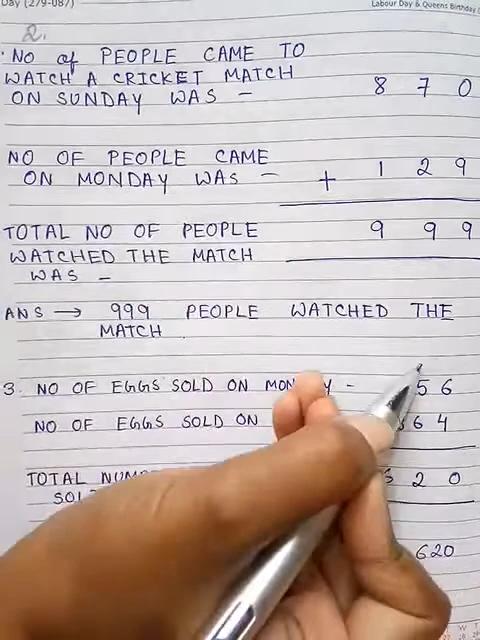 Day (279-087)
Labour Day & Queens Birthday
2.
NO of PEOPLE CAME TO
WATCH A CRICKET MATCH
ON SUNDAY WAS - 8 7 0
NO OF PEOPLE CAME
ON MONDAY WAS - + 1 2 9
TOTAL NO OF PEOPLE 9 9 9
WATCHED THE MATCH
WAS -
ANS → 999 PEOPLE WATCHED THE
MATCH .
3. NO OF EGGS SOLD ON MONDAY - 5 6
NO OF EGGS SOLD ON 6 4
TOTAL 2 0
620